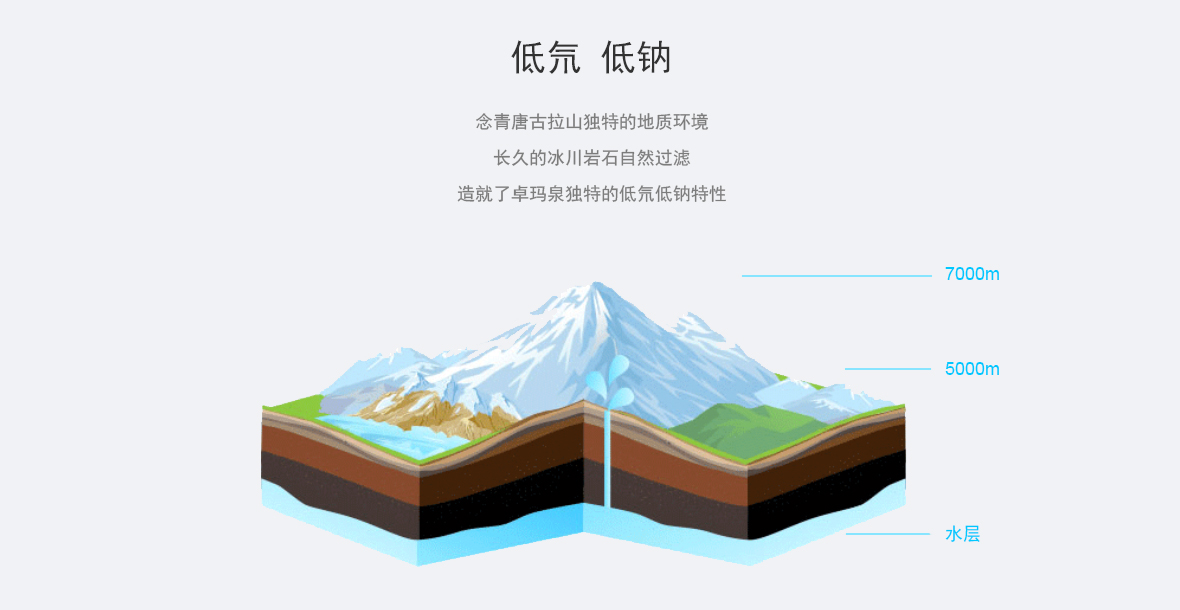 低氘 低钠
念青唐古拉山独特的地质环境
长久的冰川岩石自然过滤
造就了卓玛泉独特的低氘低钠特性
7000m
5000m
水层